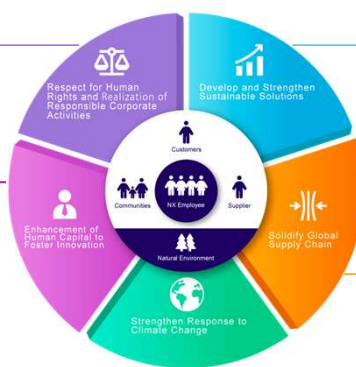 Respect for Human
Rights and Realization of
Responsible Corporate
Activities
Develop and Strengthen
Sustainable Solutions
Customers
Communities
NX Employee
Supplier
Enhancement of
Human Capital to
Foster Innovation
Solidify Global
Supply Chain
Natural Environment
Strengthen Response to
Climate Change